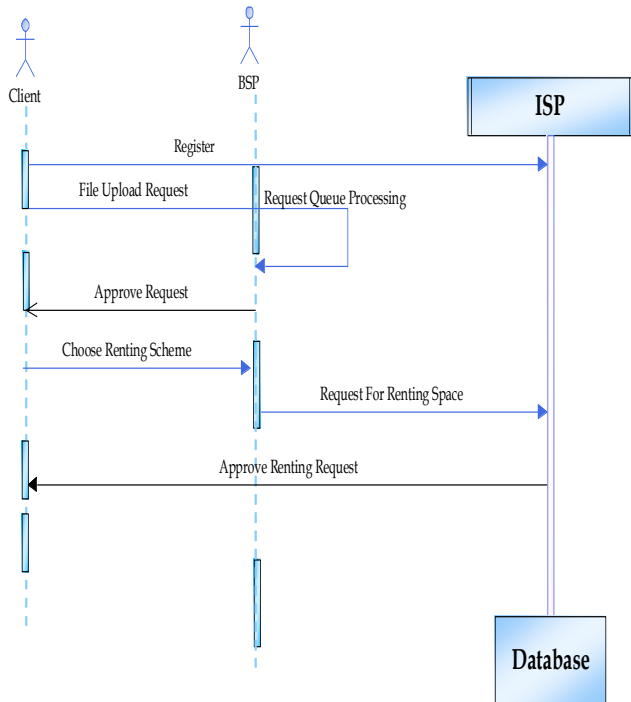 Client
BSP
ISP
Register
File Upload Request
Request Queue Processing
Approve Request
Choose Renting Scheme
Request For Renting Space
Approve Renting Request
Database